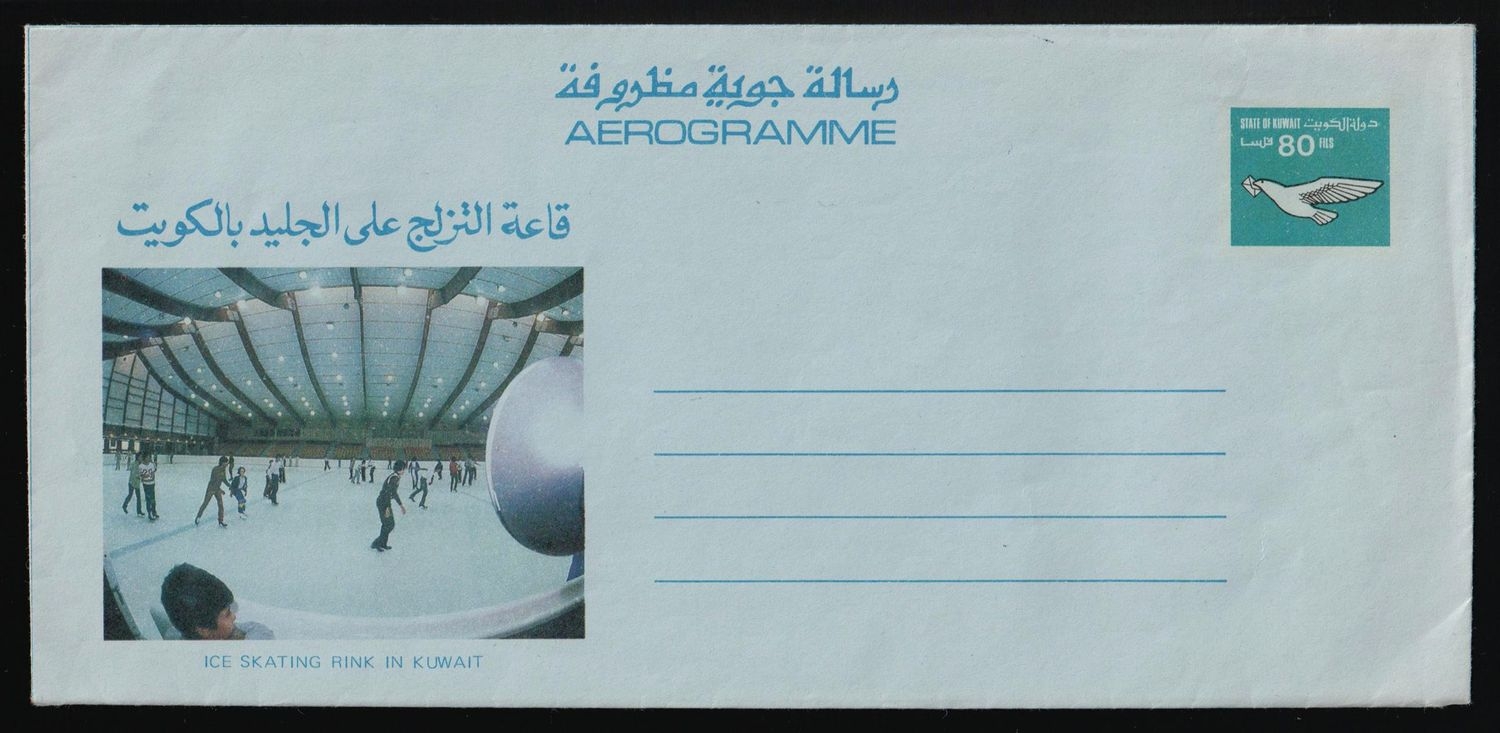 رسالة جوية مظروفة
AEROGRAMME
STATE OF KUWAIT دولة الكويت
فلسا 80 FILS
قاعة التزلج على الجليد بالكويت
ICE SKATING RINK IN KUWAIT